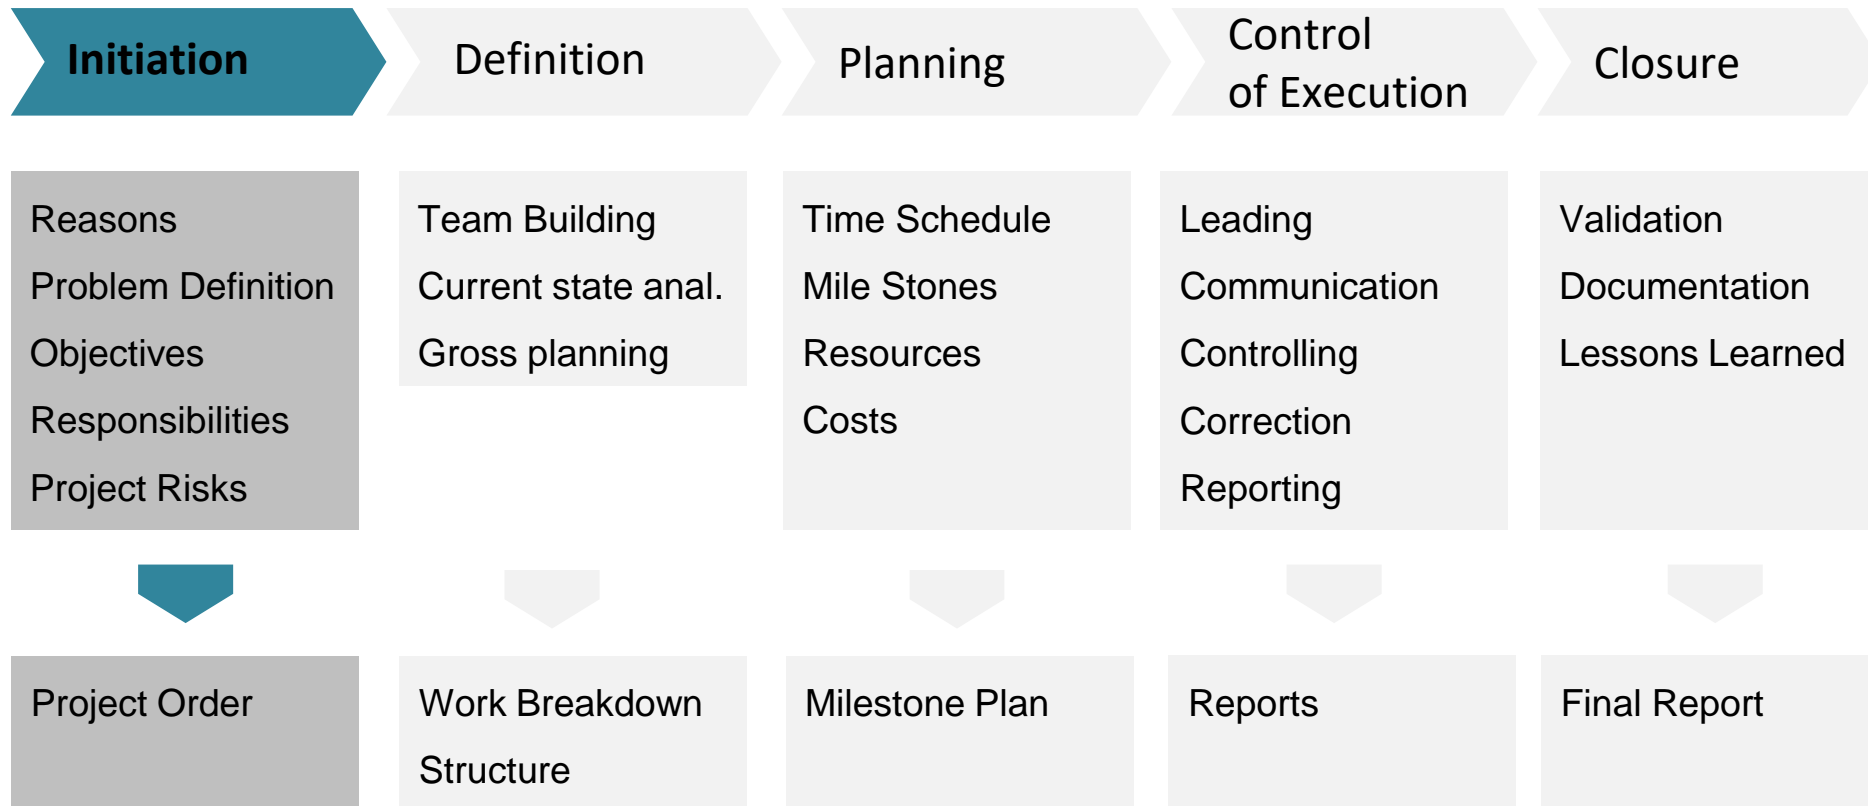 Initiation
Definition
Planning
Control
of Execution
Closure
Reasons
Problem Definition
Objectives
Responsibilities
Project Risks
Team Building
Current state anal.
Gross planning
Time Schedule
Mile Stones
Resources
Costs
Leading
Communication
Controlling
Correction
Reporting
Validation
Documentation
Lessons Learned
Project Order
Work Breakdown
Structure
Milestone Plan
Reports
Final Report